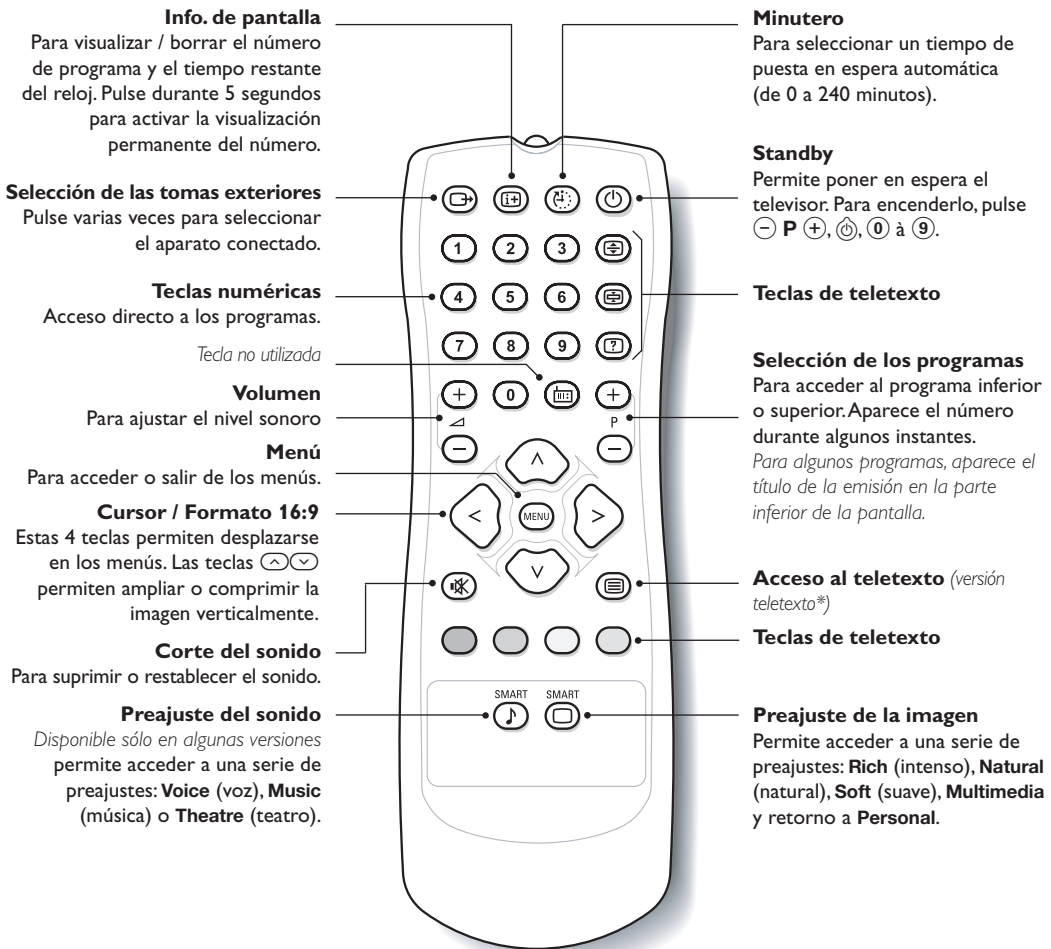 Info. de pantalla
Para visualizar / borrar el número
de programa y el tiempo restante
del reloj. Pulse durante 5 segundos
para activar la visualización
permanente del número.
Selección de las tomas exteriores
Pulse varias veces para seleccionar
el aparato conectado.
Teclas numéricas
Acceso directo a los programas.
Tecla no utilizada
Volumen
Para ajustar el nivel sonoro
Menú
Para acceder o salir de los menús.
Cursor / Formato 16:9
Estas 4 teclas permiten desplazarse
en los menús. Las teclas
permiten ampliar o comprimir la
imagen verticalmente.
Corte del sonido
Para suprimir o restablecer el sonido.
Preajuste del sonido
Disponible sólo en algunas versiones
permite acceder a una serie de
preajustes: Voice (voz), Music
(música) o Theatre (teatro).
i+
1 2 3
4 5 6
7 8 9 ?
+ 0 +
P
− −
MENU
SMART SMART
Minutero
Para seleccionar un tiempo de
puesta en espera automática
(de 0 a 240 minutos).
Standby
Permite poner en espera el
televisor. Para encenderlo, pulse
− P +, , 0 à 9.
Teclas de teletexto
Selección de los programas
Para acceder al programa inferior
o superior. Aparece el número
durante algunos instantes.
Para algunos programas, aparece el
título de la emisión en la parte
inferior de la pantalla.
Acceso al teletexto (versión
teletexto*)
Teclas de teletexto
Preajuste de la imagen
Permite acceder a una serie de
preajustes: Rich (intenso), Natural
(natural), Soft (suave), Multimedia
y retorno a Personal.